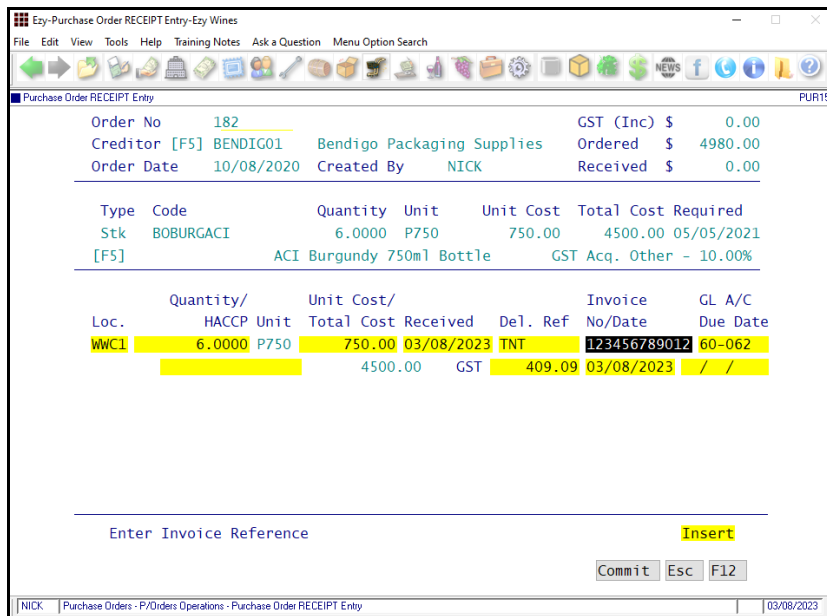 Ezy-Purchase Order RECEIPT Entry-Ezy Wines
File Edit View Tools Help Training Notes Ask a Question Menu Option Search
NEWS f i ?
Purchase Order RECEIPT Entry PUR15
Order No 182 GST (Inc) $ 0.00
Creditor [F5] BENDIG01 Bendigo Packaging Supplies Ordered $ 4980.00
Order Date 10/08/2020 Created By NICK Received $ 0.00
Type Code Quantity Unit Unit Cost Total Cost Required
Stk BOBURGACI 6.0000 P750 750.00 4500.00 05/05/2021
[F5] ACI Burgundy 750ml Bottle GST Acq. Other - 10.00%
Quantity/ Unit Cost/ Invoice GL A/C
Loc. HACCP Unit Total Cost Received Del. Ref No/Date Due Date
WWC1 6.0000 P750 750.00 03/08/2023 TNT 123456789012 60-062
4500.00 GST 409.09 03/08/2023 / /
Enter Invoice Reference Insert
Commit Esc F12
NICK Purchase Orders - P/Orders Operations - Purchase Order RECEIPT Entry 03/08/2023